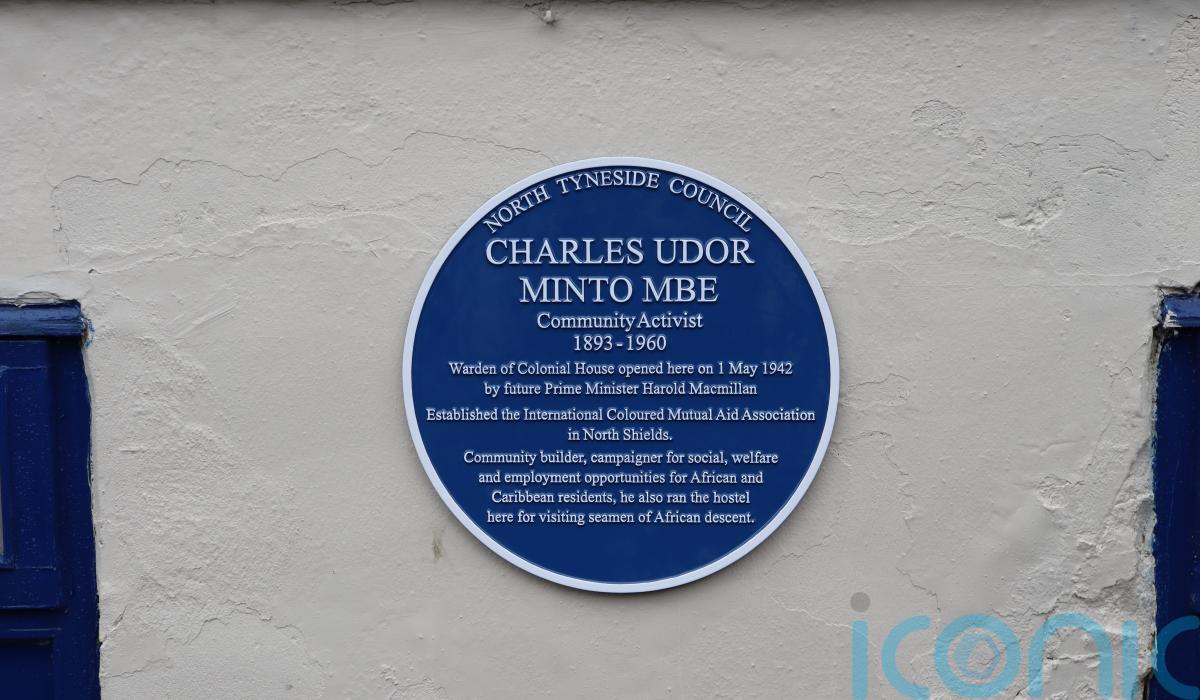 NORTH TYNESIDE COUNCIL
CHARLES UDOR
MINTO MBE
Community Activist
1893-1960
Warden of Colonial House opened here on 1 May 1942
by future Prime Minister Harold Macmillan
Established the International Coloured Mutual Aid Association
in North Shields.
Community builder, campaigner for social, welfare
and employment opportunities for African and
Caribbean residents, he also ran the hostel
here for visiting seamen of African descent.
iconic